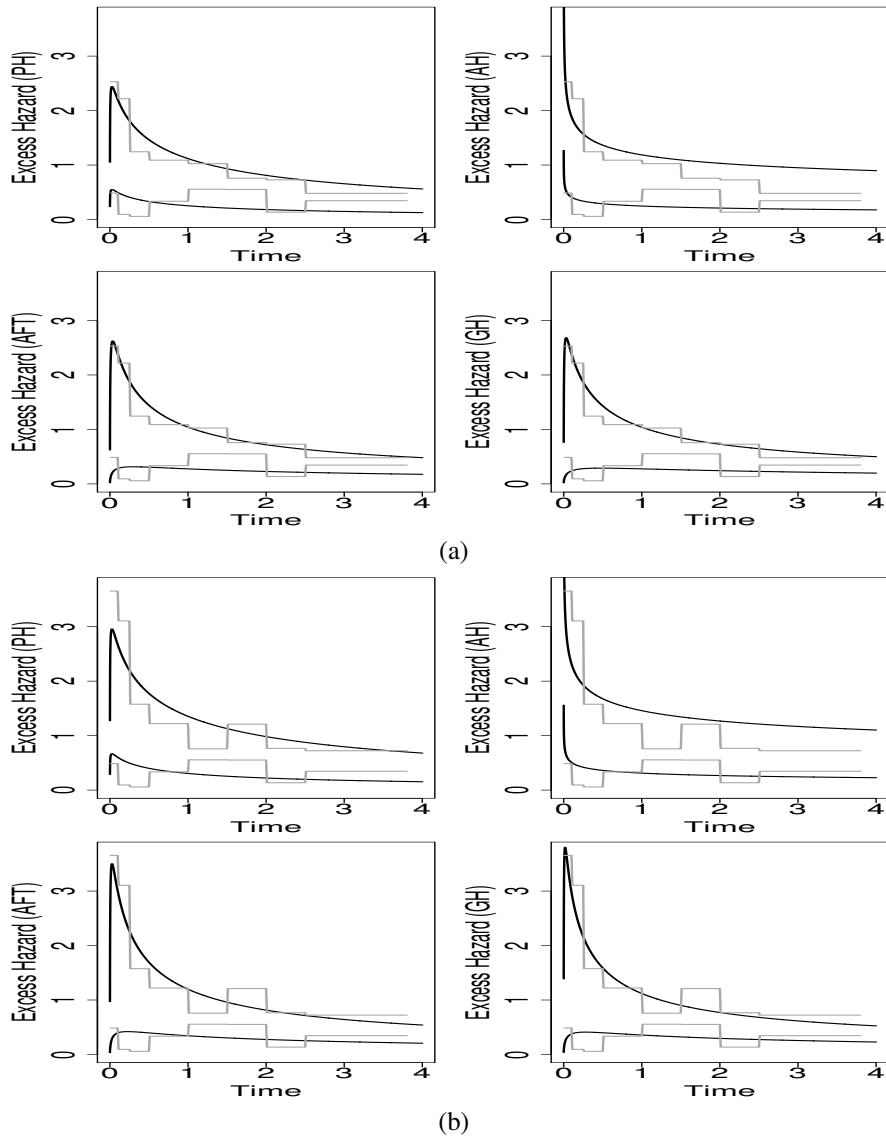 Excess Hazard (PH)
0 1 2 3
0 1 2 3 4
Time
Excess Hazard (AH)
0 1 2 3
0 1 2 3 4
Time
Excess Hazard (AFT)
0 1 2 3
0 1 2 3 4
Time
Excess Hazard (GH)
0 1 2 3
0 1 2 3 4
Time
(a)
Excess Hazard (PH)
0 1 2 3
0 1 2 3 4
Time
Excess Hazard (AH)
0 1 2 3
0 1 2 3 4
Time
Excess Hazard (AFT)
0 1 2 3
0 1 2 3 4
Time
Excess Hazard (GH)
0 1 2 3
0 1 2 3 4
Time
(b)